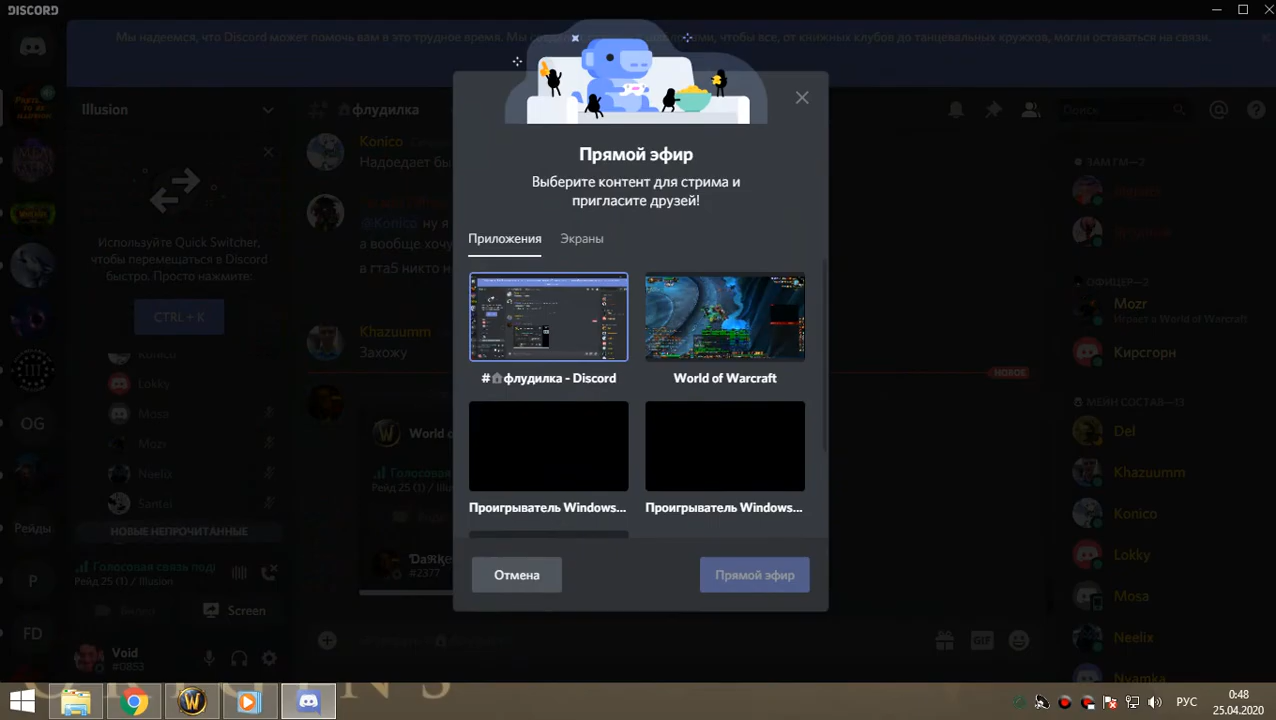 DISCORD
Мы надеемся, что Discord может помочь вам в это трудное время. Мы
чтобы все, от книжных клубов до танцевальных кружков, могли оставаться на связи.
Illusion
флудилка
Поиск
Используйте Quick Switcher,
чтобы перемещаться в Discord
быстро. Просто нажмите:
CTRL + K
Konico
Lokky
Mosa
Mozr
Neelix
Santei
НОВЫЕ НЕПРОЧИТАННЫЕ
Голосовая связь под
Рейд 25 (1) / Illusion
Видео
Screen
Void
#0853
Рейды
OG
P
FD
Konico
Надоедает бы
@Konico ну я
а вообще хочу
в гта5 никто н
Khazuumm
Захожу
НОВОЕ
World o
Голосовая
Рейд 25 (1) / Illus
#2377
Прямой эфир
Выберите контент для стрима и
пригласите друзей!
Приложения
Экраны
#флудилка - Discord
World of Warcraft
Проигрыватель Windows...
Проигрыватель Windows...
Отмена
Прямой эфир
GIF
ЗАМ ГМ—2
ОФИЦЕР—2
Mozr
Играет в World of Warcraft
Кирсгорн
МЕЙН СОСТАВ—13
Del
Khazuumm
Konico
Lokky
Mosa
Neelix
Nyamka
РУС
0:48
25.04.2020